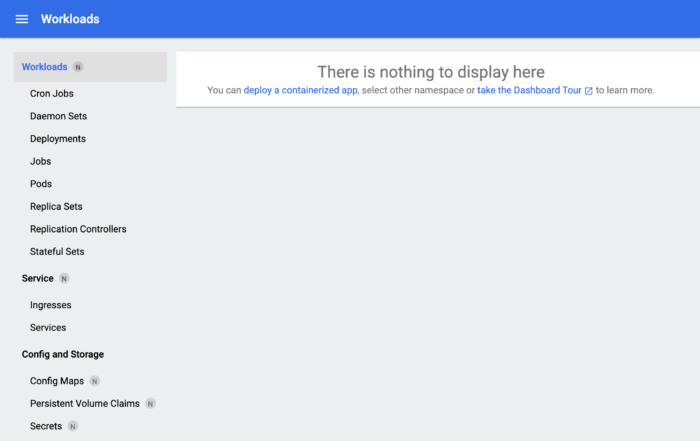 Workloads
Workloads N
Cron Jobs
Daemon Sets
Deployments
Jobs
Pods
Replica Sets
Replication Controllers
Stateful Sets
Service N
Ingresses
Services
Config and Storage
Config Maps N
Persistent Volume Claims N
Secrets N
There is nothing to display here
You can deploy a containerized app, select other namespace or take the Dashboard Tour to learn more.